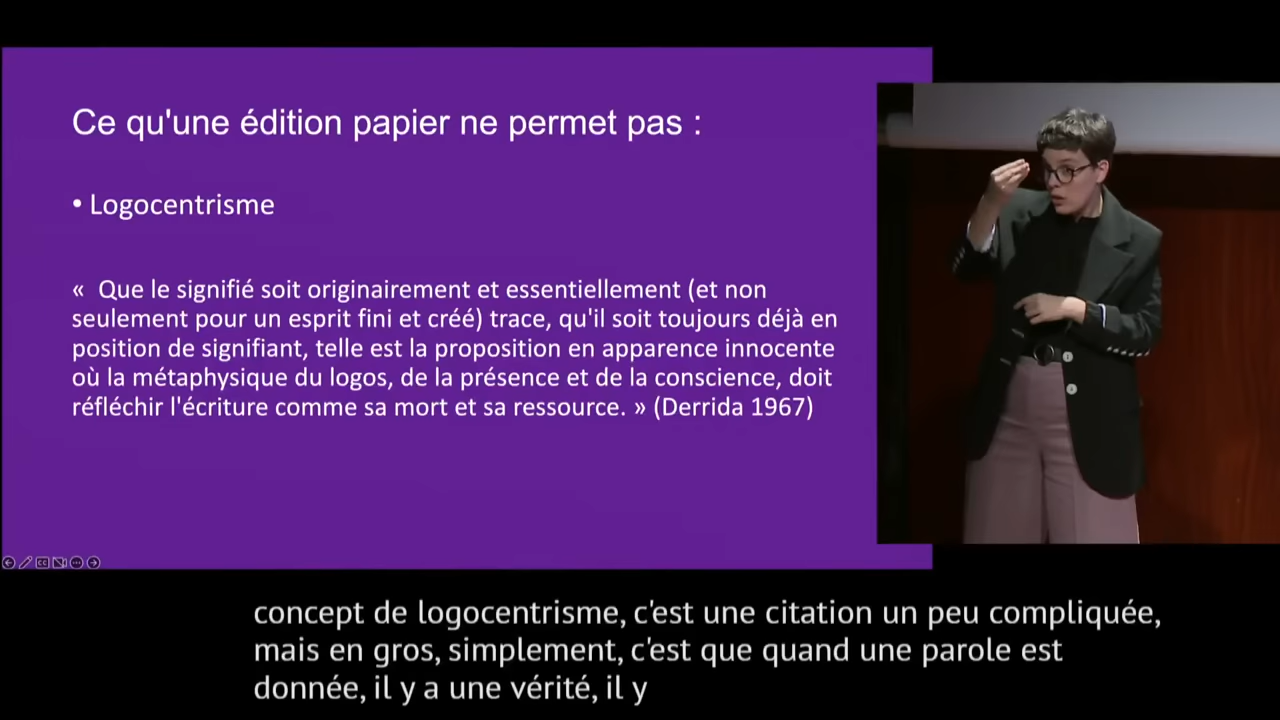 Ce qu'une édition papier ne permet pas :
• Logocentrisme
«  Que le signifié soit originairement et essentiellement (et non
seulement pour un esprit fini et créé) trace, qu'il soit toujours déjà en
position de signifiant, telle est la proposition en apparence innocente
où la métaphysique du logos, de la présence et de la conscience, doit
réfléchir l'écriture comme sa mort et sa ressource. » (Derrida 1967)
concept de logocentrisme, c'est une citation un peu compliquée,
mais en gros, simplement, c'est que quand une parole est
donnée, il y a une vérité, il y